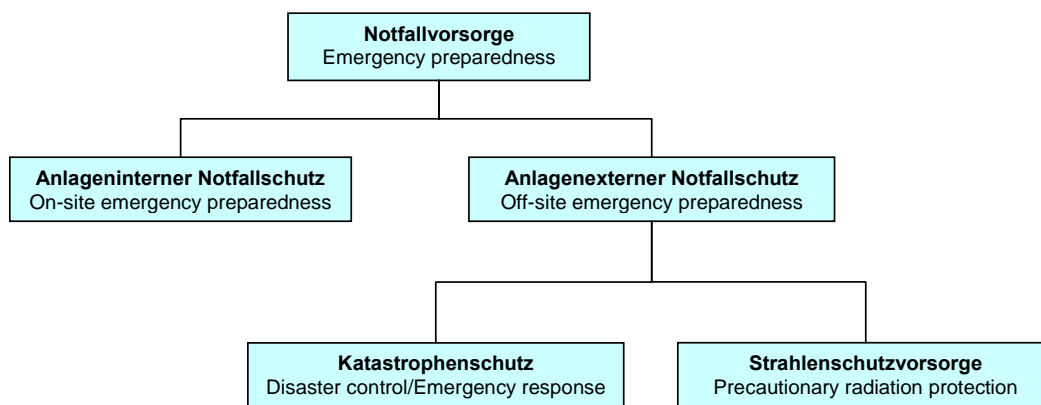 Notfallvorsorge
Emergency preparedness
Anlageninterner Notfallschutz
On-site emergency preparedness
Anlagenexterner Notfallschutz
Off-site emergency preparedness
Katastrophenschutz
Disaster control/Emergency response
Strahlenschutzvorsorge
Precautionary radiation protection